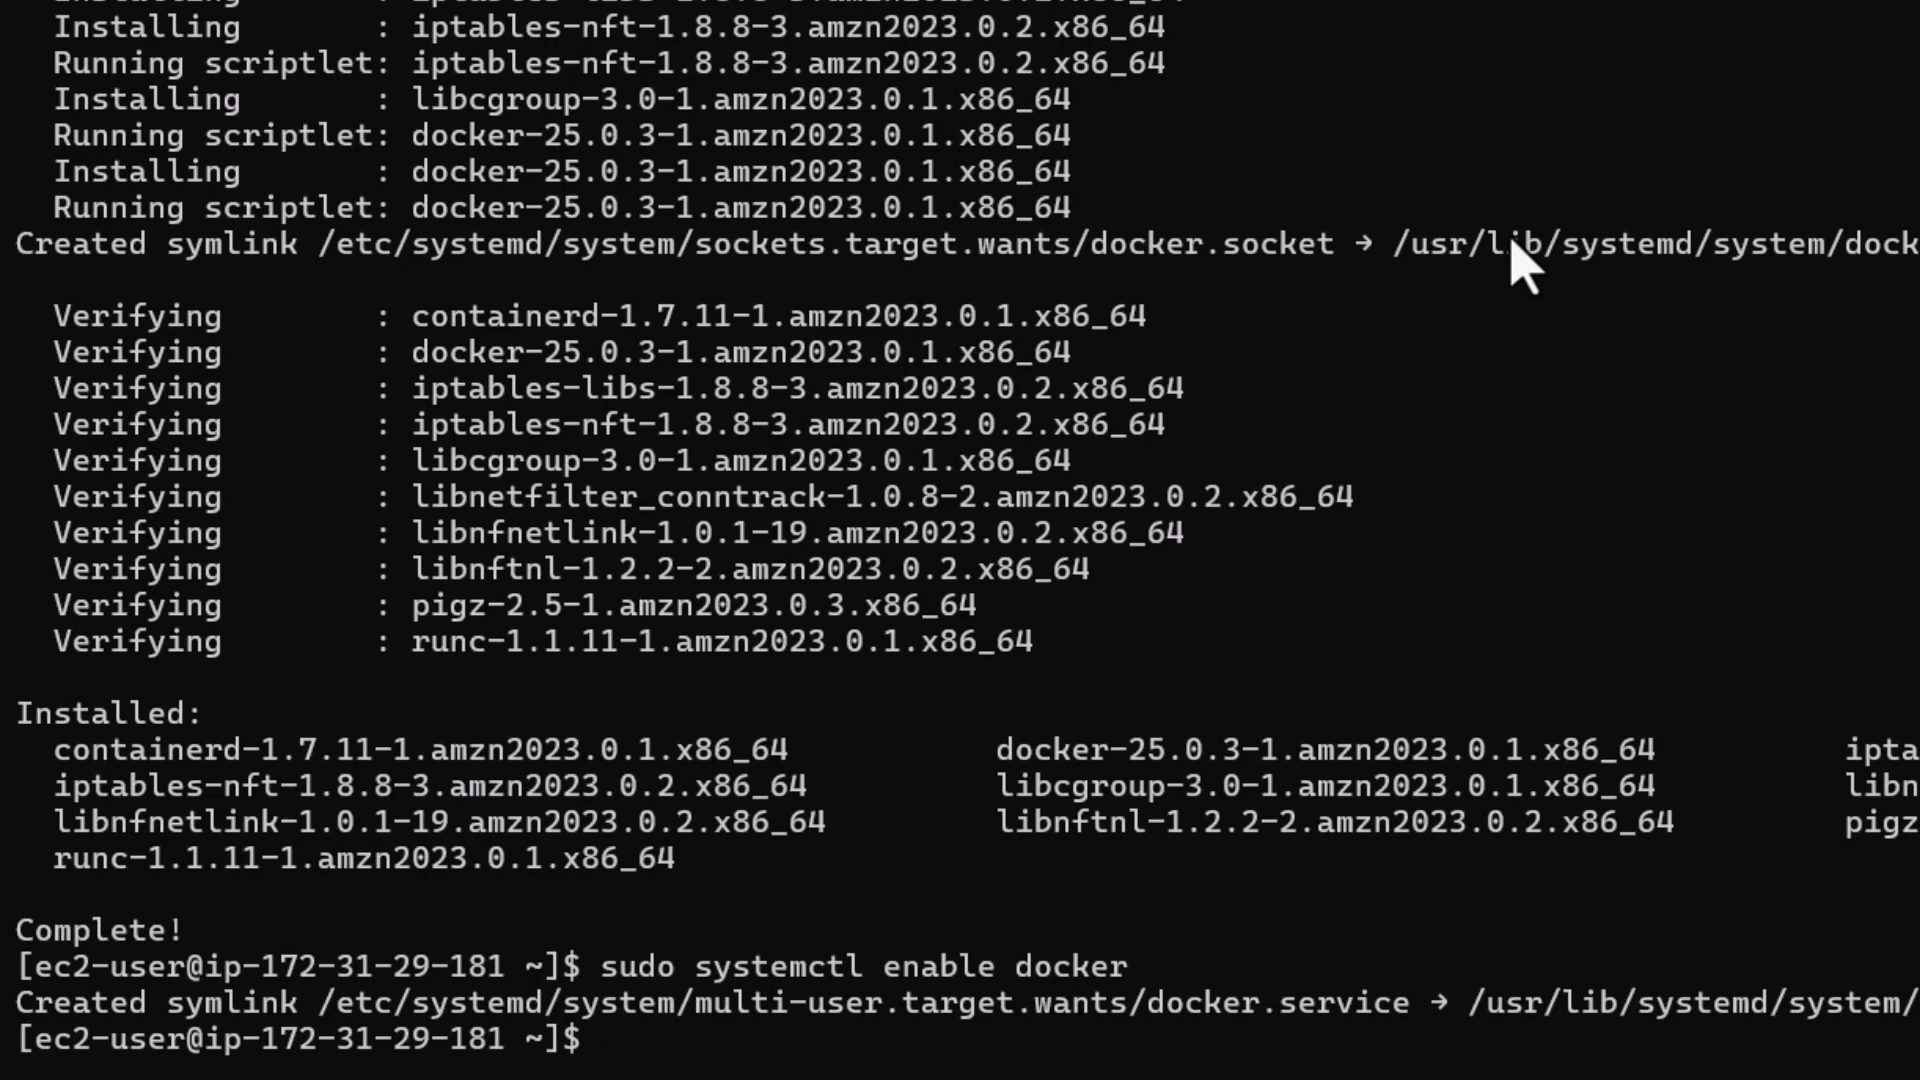 Installing : iptables-nft-1.8.8-3.amzn2023.0.2.x86_64
Running scriptlet: iptables-nft-1.8.8-3.amzn2023.0.2.x86_64
Installing : libcgroup-3.0-1.amzn2023.0.1.x86_64
Running scriptlet: docker-25.0.3-1.amzn2023.0.1.x86_64
Installing : docker-25.0.3-1.amzn2023.0.1.x86_64
Running scriptlet: docker-25.0.3-1.amzn2023.0.1.x86_64
Created symlink /etc/systemd/system/sockets.target.wants/docker.socket → /usr/lib/systemd/system/dock
Verifying : containerd-1.7.11-1.amzn2023.0.1.x86_64
Verifying : docker-25.0.3-1.amzn2023.0.1.x86_64
Verifying : iptables-libs-1.8.8-3.amzn2023.0.2.x86_64
Verifying : iptables-nft-1.8.8-3.amzn2023.0.2.x86_64
Verifying : libcgroup-3.0-1.amzn2023.0.1.x86_64
Verifying : libnetfilter_conntrack-1.0.8-2.amzn2023.0.2.x86_64
Verifying : libnfnetlink-1.0.1-19.amzn2023.0.2.x86_64
Verifying : libnftnl-1.2.2-2.amzn2023.0.2.x86_64
Verifying : pigz-2.5-1.amzn2023.0.3.x86_64
Verifying : runc-1.1.11-1.amzn2023.0.1.x86_64
Installed:
containerd-1.7.11-1.amzn2023.0.1.x86_64 docker-25.0.3-1.amzn2023.0.1.x86_64 ipta
iptables-nft-1.8.8-3.amzn2023.0.2.x86_64 libcgroup-3.0-1.amzn2023.0.1.x86_64 libn
libnfnetlink-1.0.1-19.amzn2023.0.2.x86_64 libnftnl-1.2.2-2.amzn2023.0.2.x86_64 pigz
runc-1.1.11-1.amzn2023.0.1.x86_64
Complete!
[ec2-user@ip-172-31-29-181 ~]$ sudo systemctl enable docker
Created symlink /etc/systemd/system/multi-user.target.wants/docker.service → /usr/lib/systemd/system/
[ec2-user@ip-172-31-29-181 ~]$